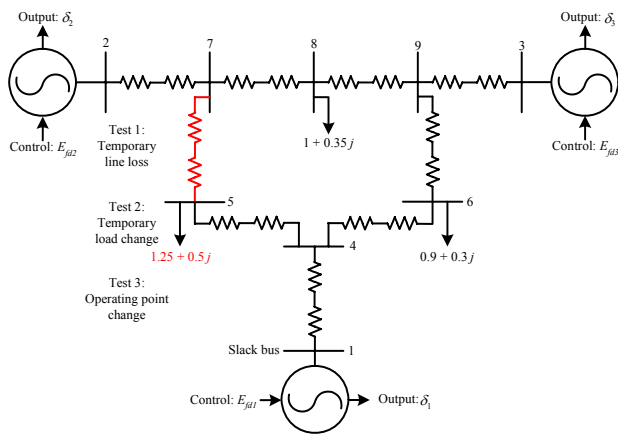 Output: δ2
Output: δ3
2
7
8
9
3
Test 1:
Temporary
line loss
1 + 0.35 j
Control: Efd2
Control: Efd3
Test 2:
Temporary
load change
5
6
4
1.25 + 0.5 j
0.9 + 0.3 j
Test 3:
Operating point
change
Slack bus
1
Control: Efd1
Output: δ1